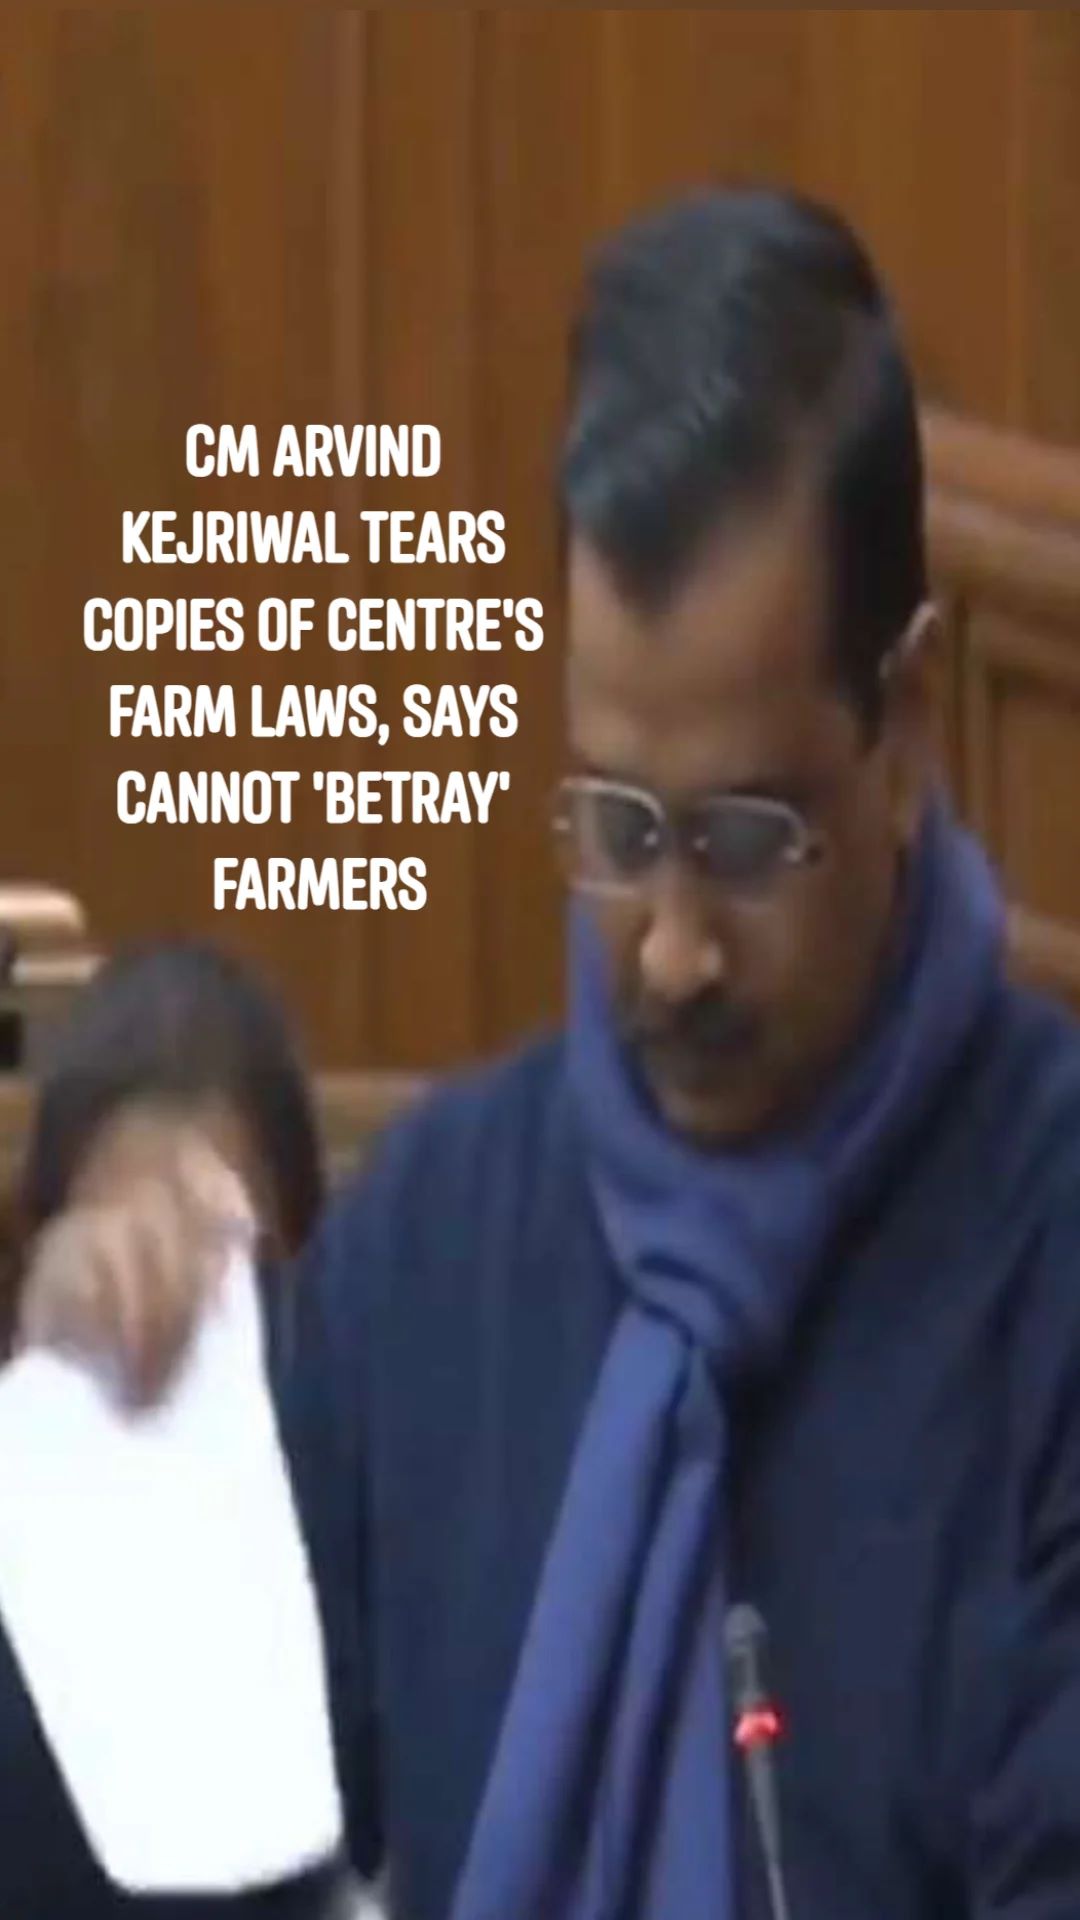 CM ARVIND
KEJRIWAL TEARS
COPIES OF CENTRE'S
FARM LAWS, SAYS
CANNOT 'BETRAY'
FARMERS